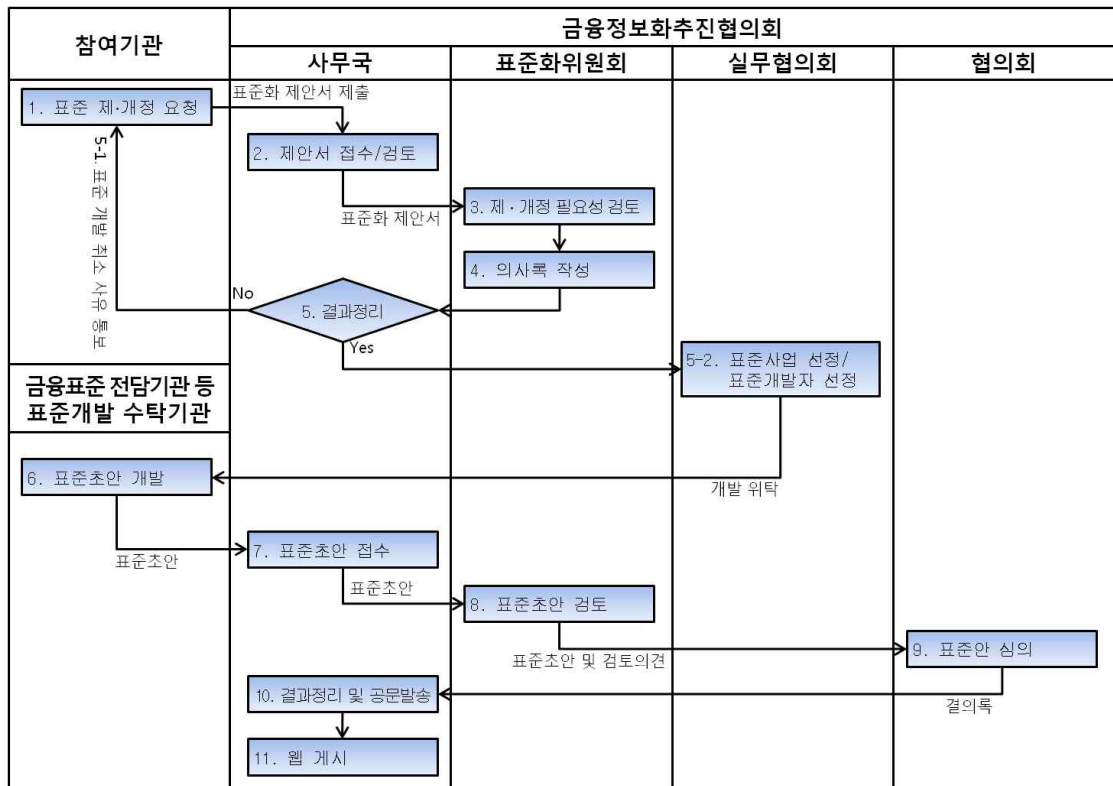 참여기관
금융정보화추진협의회
사무국
표준화위원회
실무협의회
협의회
1. 표준 제·개정 요청
표준화 제안서 제출
2. 제안서 접수/검토
표준화 제안서
3. 제·개정 필요성 검토
4. 의사록 작성
5. 결과정리
No
5-1. 표준 개발 취소 사유 통보
Yes
5-2. 표준사업 선정/
표준개발자 선정
금융표준 전담기관 등
표준개발 수탁기관
6. 표준초안 개발
개발 위탁
표준초안
7. 표준초안 접수
표준초안
8. 표준초안 검토
표준초안 및 검토의견
9. 표준안 심의
결의록
10. 결과정리 및 공문발송
11. 웹 게시